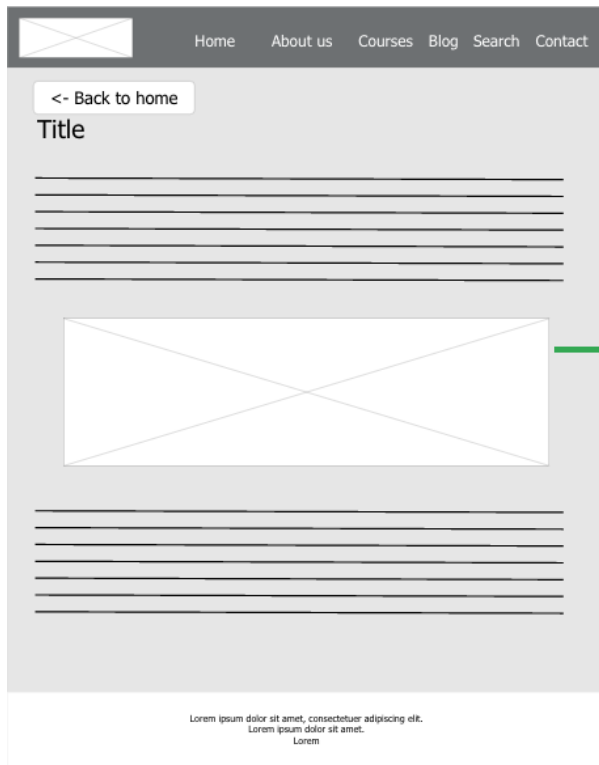 Home About us Courses Blog Search Contact
<- Back to home
Title
Lorem ipsum dolor sit amet, consectetuer adipiscing elit.
Lorem ipsum dolor sit amet.
Lorem